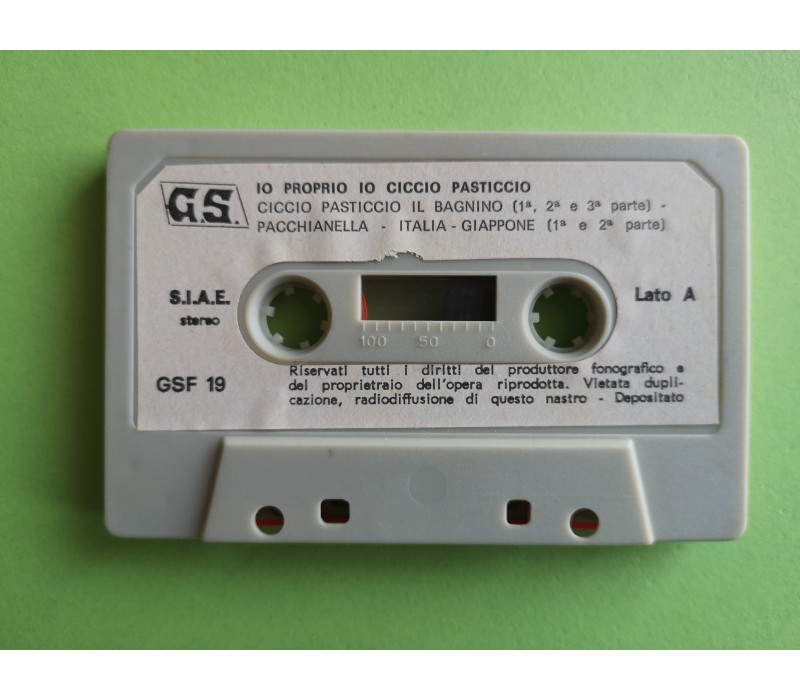 G.S.
IO PROPRIO IO CICCIO PASTICCIO
CICCIO PASTICCIO IL BAGNINO (1ª, 2ª e 3ª parte) -
PACCHIANELLA - ITALIA - GIAPPONE (1ª e 2ª parte)
S.I.A.E.
stereo
Lato A
100 50 0
GSF 19
Riservati tutti i diritti del produttore fonografico e
del proprietraio dell'opera riprodotta. Vietata dupli-
cazione, radiodiffusione di questo nastro - Depositato